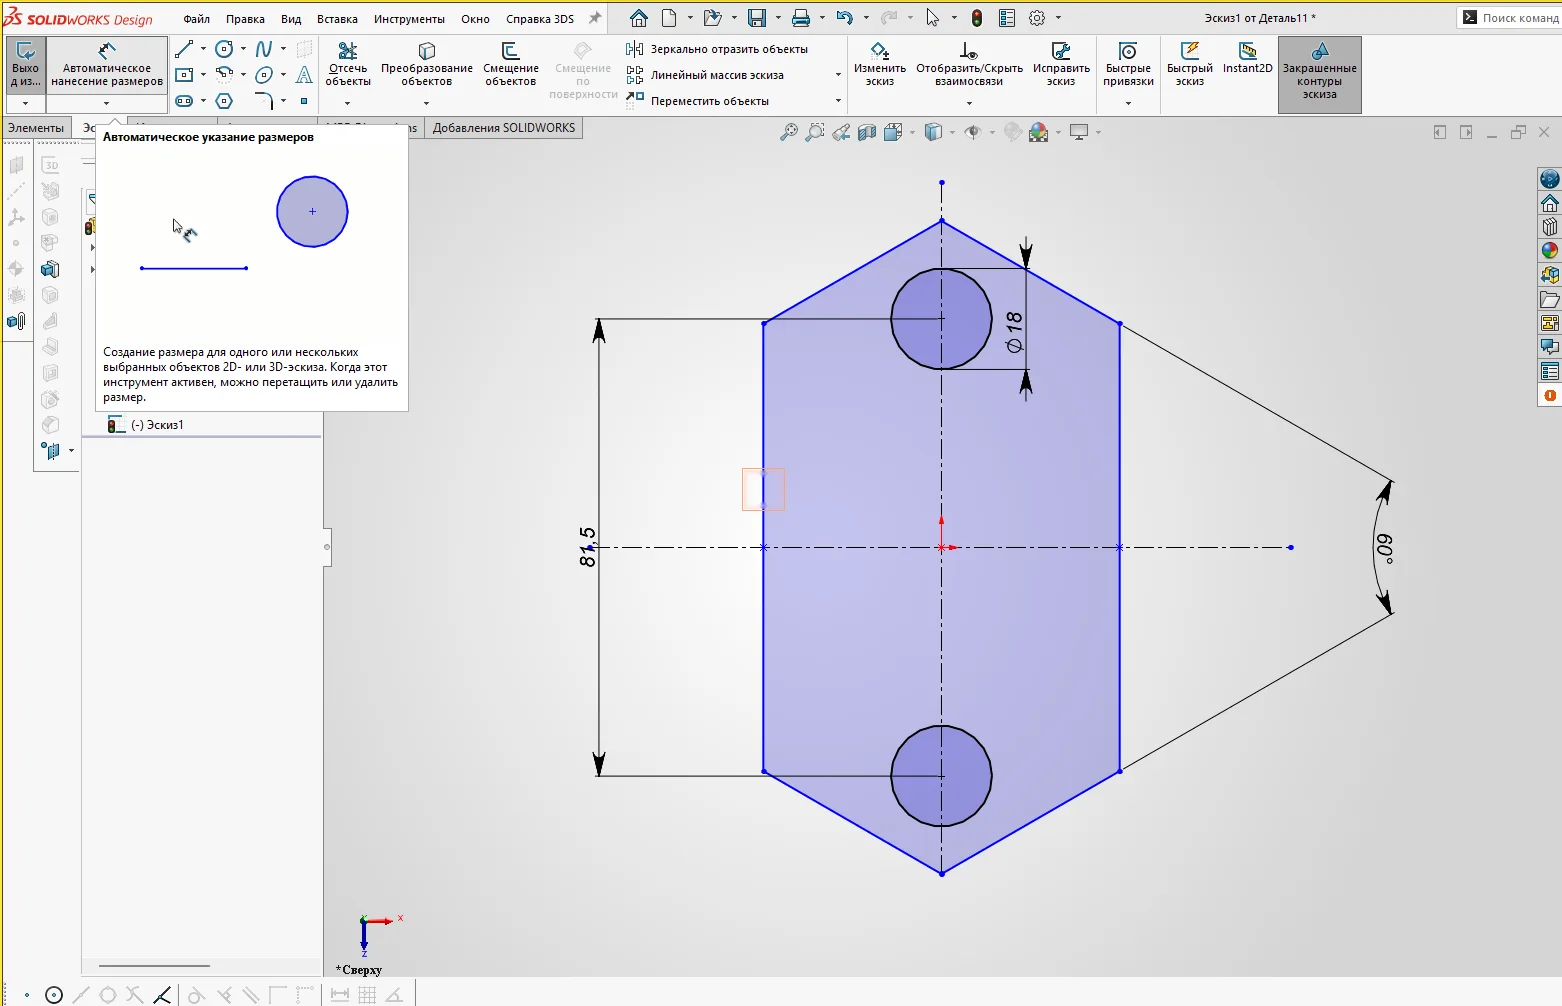 SOLIDWORKS Design
Файл Правка Вид Вставка Инструменты Окно Справка 3DS
Эскиз1 от Деталь11 *
Поиск команд
Выхо
д из...
Автоматическое
нанесение размеров
Отсечь
объекты
Преобразование
объектов
Смещение
объектов
Смещение
по
поверхности
Зеркально отразить объекты
Линейный массив эскиза
Переместить объекты
Изменить
эскиз
Отобразить/Скрыть
взаимосвязи
Исправить
эскиз
Быстрые
привязки
Быстрый
эскиз
Instant2D
Закрашенные
контуры
эскиза
Элементы
Добавления SOLIDWORKS
Автоматическое указание размеров
Создание размера для одного или нескольких
выбранных объектов 2D- или 3D-эскиза. Когда этот
инструмент активен, можно перетащить или удалить
размер.
(-) Эскиз1
∅18
81,5
60°
X
Z
*Сверху